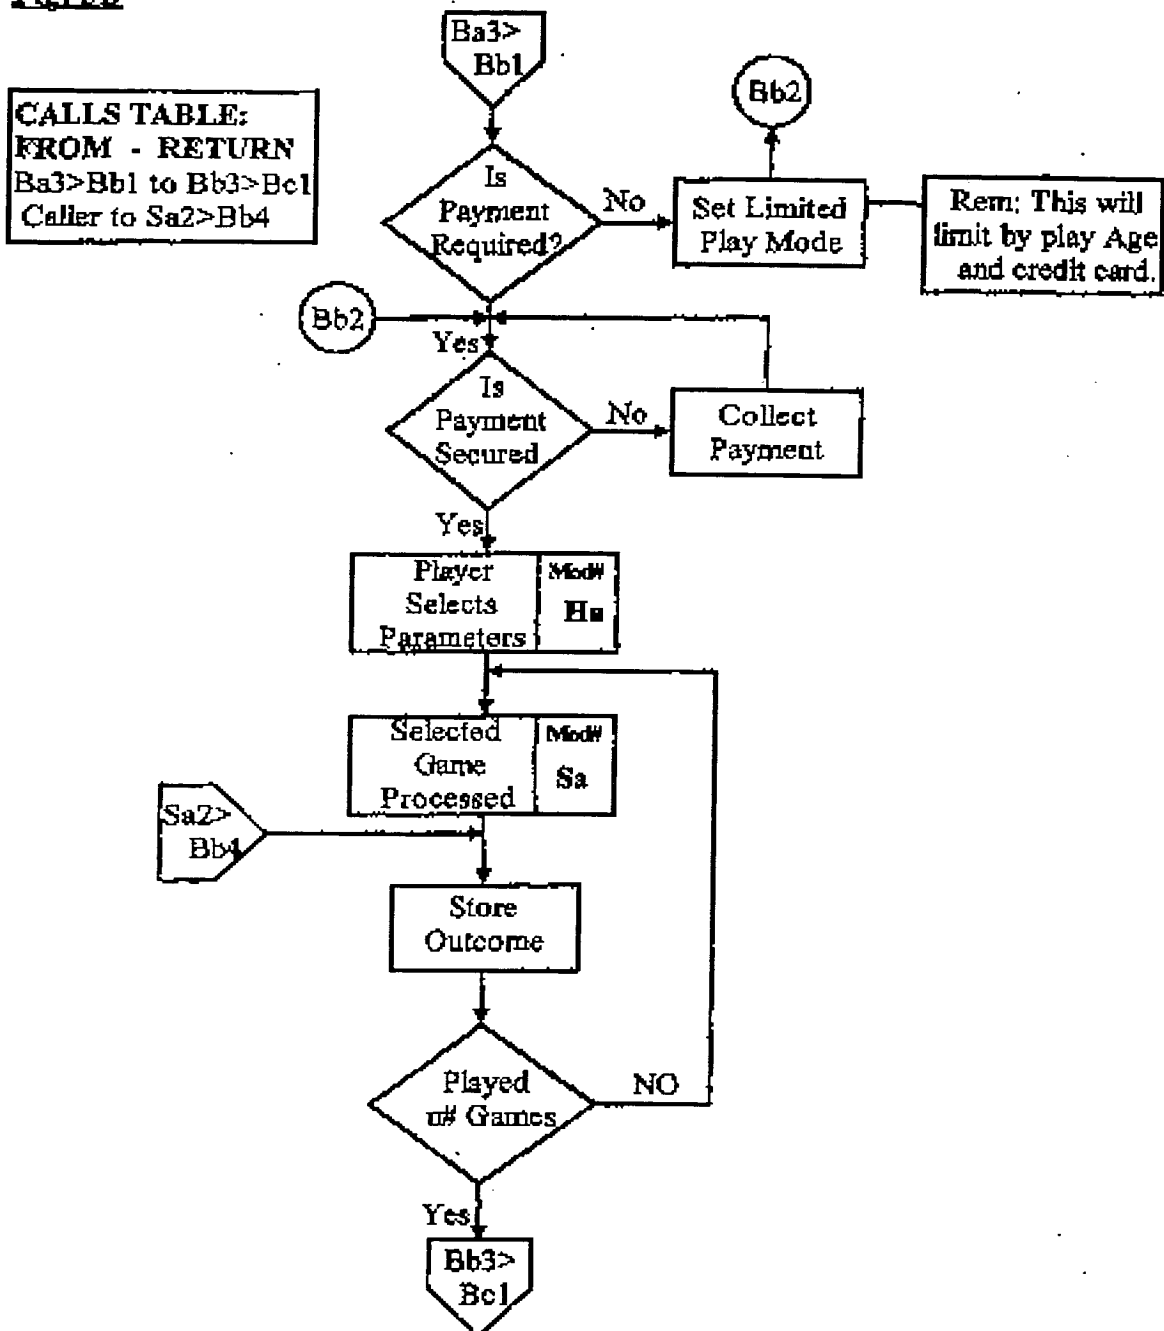 Ba3>
Bb1
Bb2
CALLS TABLE:
FROM - RETURN
Ba3>Bb1 to Bb3>Bc1
Caller to Sa2>Bb4
Is
Payment
Required?
No
Set Limited
Play Mode
Rem: This will
limit by play Age
and credit card.
Bb2
Yes
Is
Payment
Secured
No
Collect
Payment
Yes
Player
Selects
Parameters
Mod#
Selected
Game
Processed
Mod#
Sa
Sa2>
Bb4
Store
Outcome
Played
n# Games
NO
Yes
Bb3>
Bc1